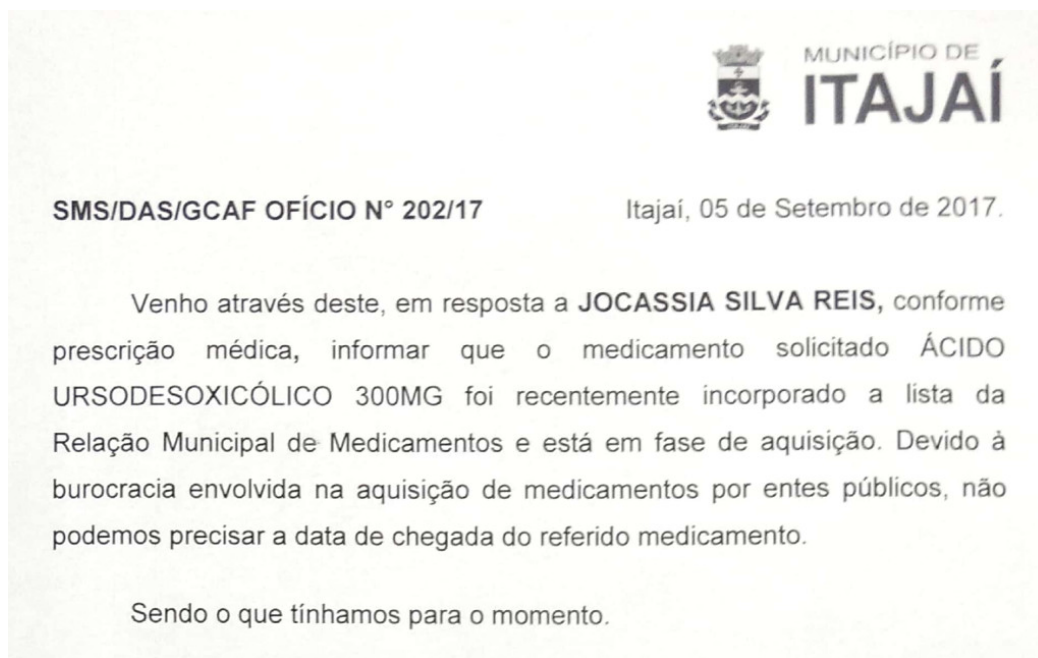 MUNICÍPIO DE
ITAJAÍ
SMS/DAS/GCAF OFÍCIO N° 202/17 Itajaí, 05 de Setembro de 2017.
Venho através deste, em resposta a JOCASSIA SILVA REIS, conforme
prescrição médica, informar que o medicamento solicitado ÁCIDO
URSODESOXICÓLICO 300MG foi recentemente incorporado a lista da
Relação Municipal de Medicamentos e está em fase de aquisição. Devido à
burocracia envolvida na aquisição de medicamentos por entes públicos, não
podemos precisar a data de chegada do referido medicamento.
Sendo o que tínhamos para o momento.